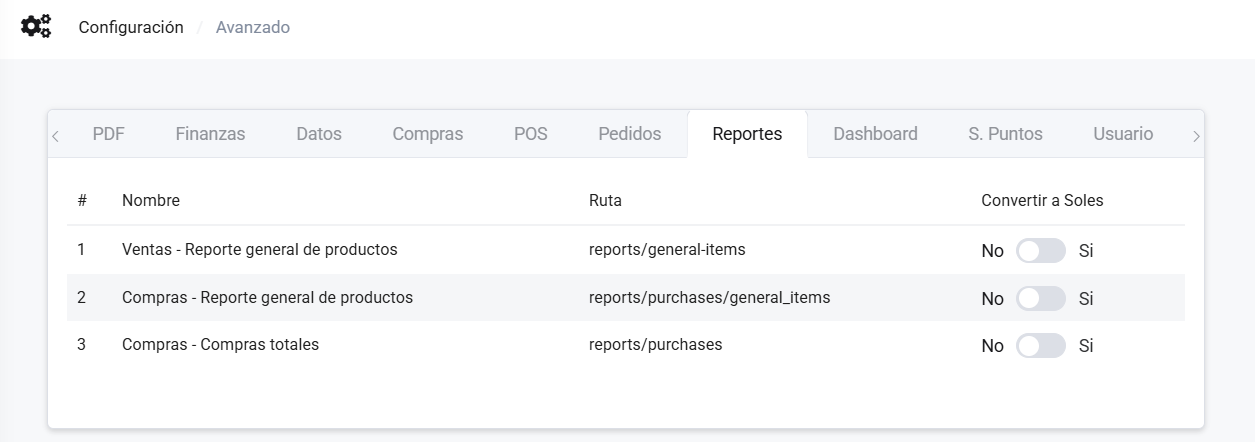 Configuración / Avanzado
PDF Finanzas Datos Compras POS Pedidos Reportes Dashboard S. Puntos Usuario
# Nombre Ruta Convertir a Soles
1 Ventas - Reporte general de productos reports/general-items No Si
2 Compras - Reporte general de productos reports/purchases/general_items No Si
3 Compras - Compras totales reports/purchases No Si